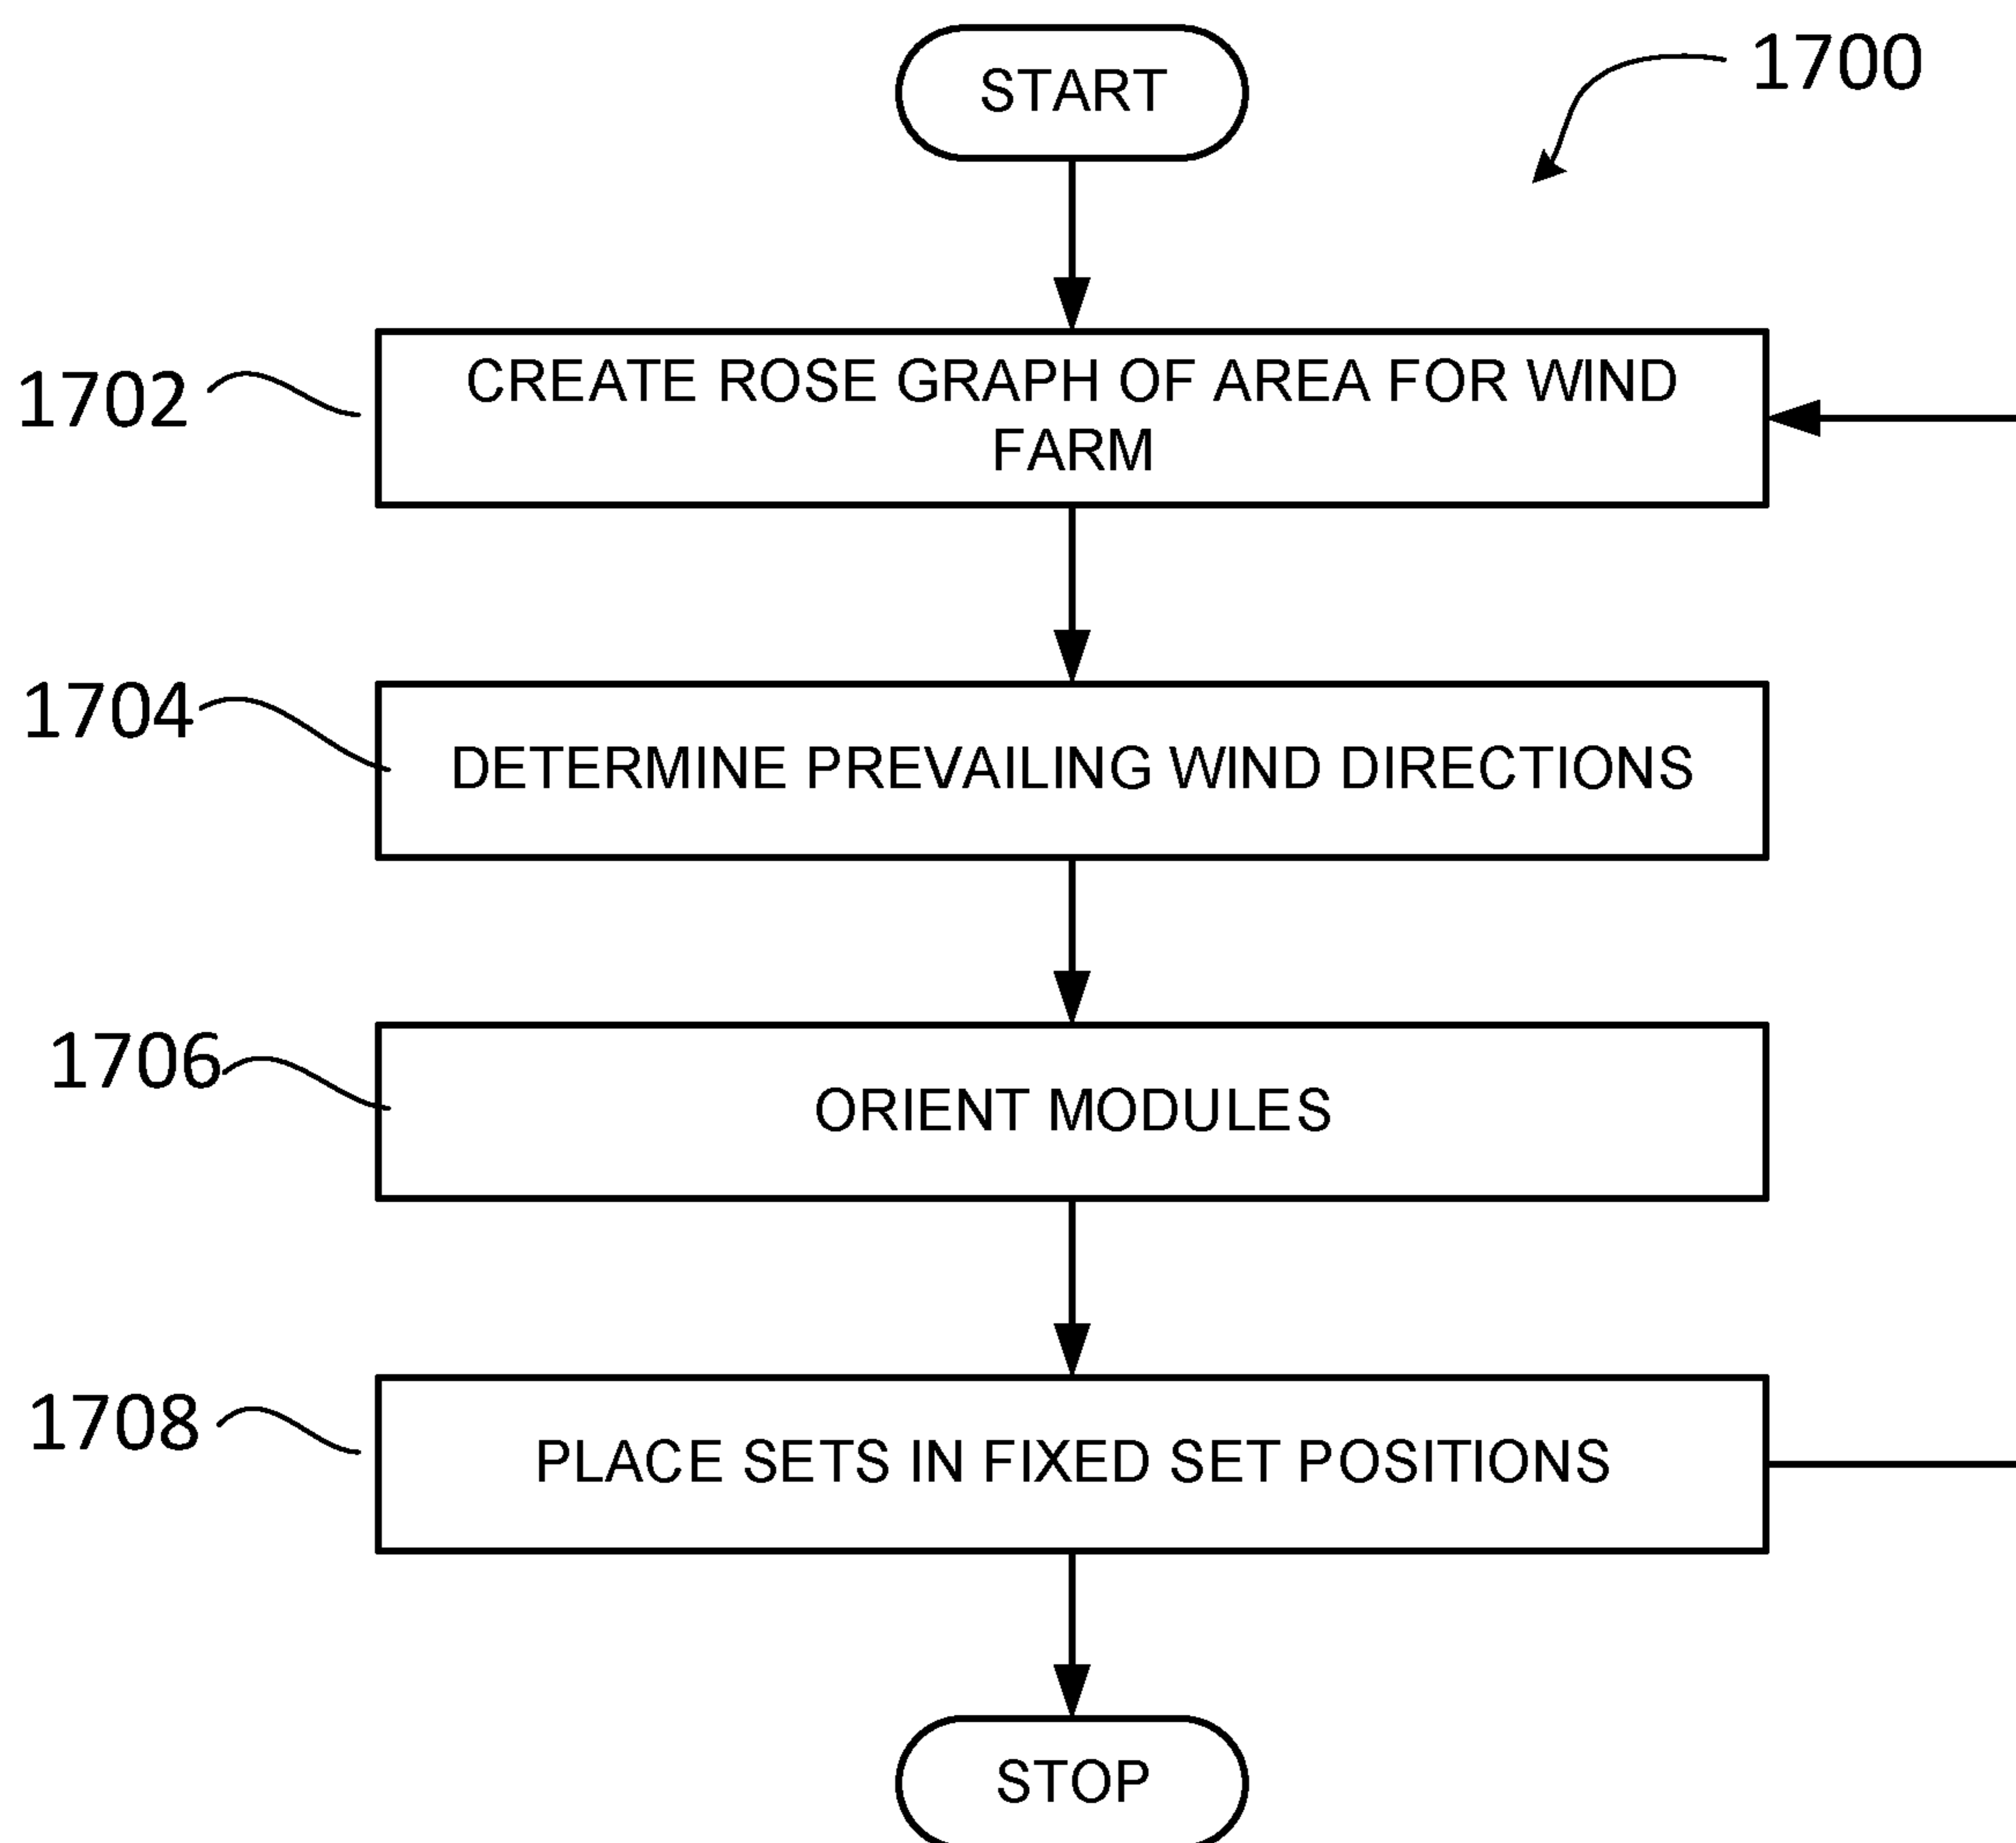 START
1700
1702
CREATE ROSE GRAPH OF AREA FOR WIND
FARM
1704
DETERMINE PREVAILING WIND DIRECTIONS
1706
ORIENT MODULES
1708
PLACE SETS IN FIXED SET POSITIONS
STOP